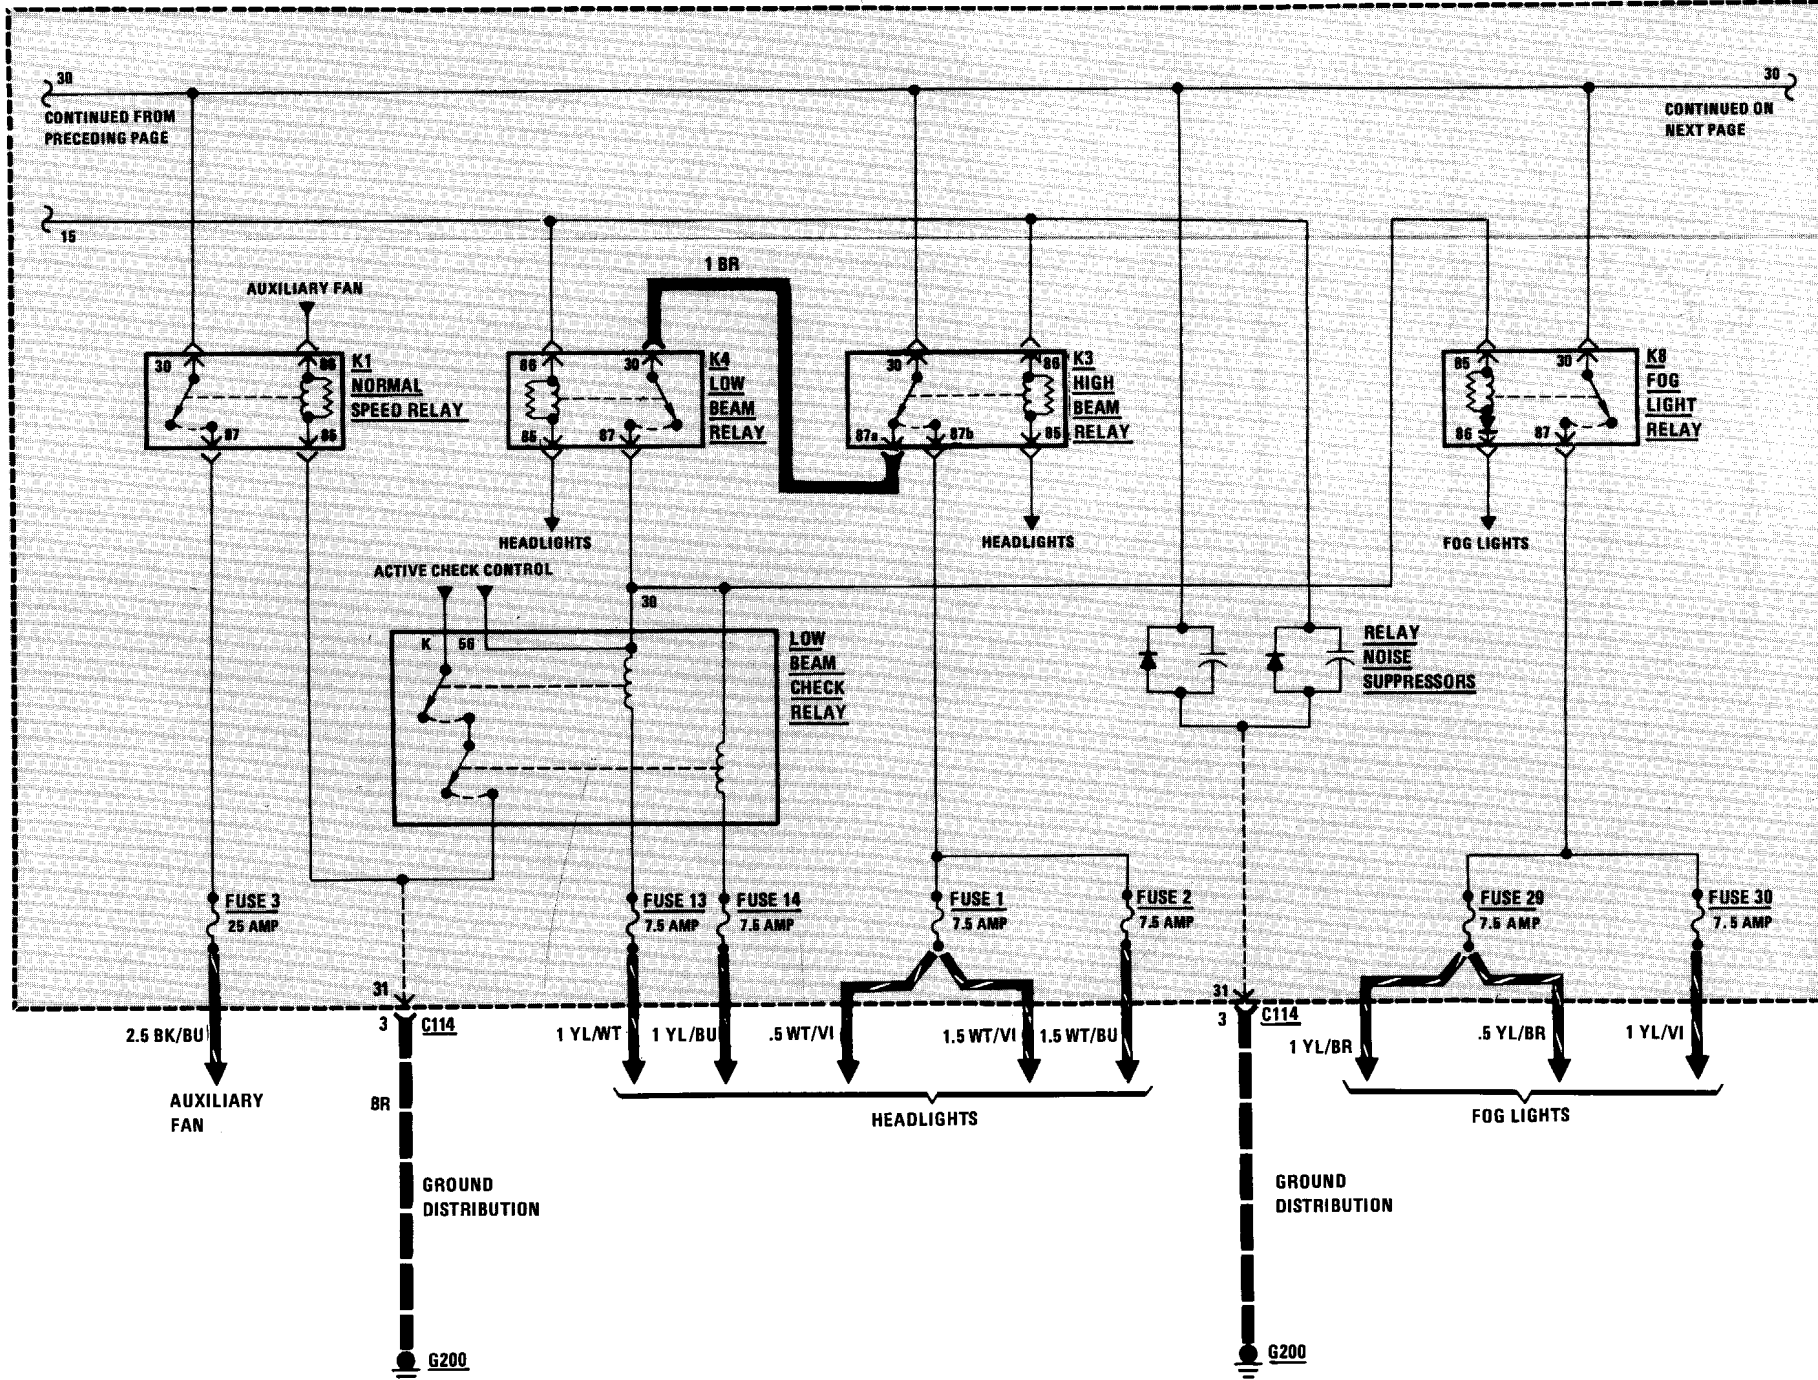 30
30
CONTINUED FROM
PRECEDING PAGE
CONTINUED ON
NEXT PAGE
15
1 BR
AUXILIARY FAN
30
86
87
85
K1
NORMAL
SPEED RELAY
86
30
85
87
K4
LOW
BEAM
RELAY
30
86
87a
87b
85
K3
HIGH
BEAM
RELAY
85
30
86
87
K8
FOG
LIGHT
RELAY
HEADLIGHTS
HEADLIGHTS
FOG LIGHTS
ACTIVE CHECK CONTROL
30
K
56
LOW
BEAM
CHECK
RELAY
RELAY
NOISE
SUPPRESSORS
FUSE 3
25 AMP
FUSE 13
7.5 AMP
FUSE 14
7.5 AMP
FUSE 1
7.5 AMP
FUSE 2
7.5 AMP
FUSE 29
7.5 AMP
FUSE 30
7.5 AMP
31
3
C114
31
3
C114
2.5 BK/BU
1 YL/WT
1 YL/BU
.5 WT/VI
1.5 WT/VI
1.5 WT/BU
1 YL/BR
.5 YL/BR
1 YL/VI
AUXILIARY
FAN
BR
HEADLIGHTS
FOG LIGHTS
GROUND
DISTRIBUTION
GROUND
DISTRIBUTION
G200
G200